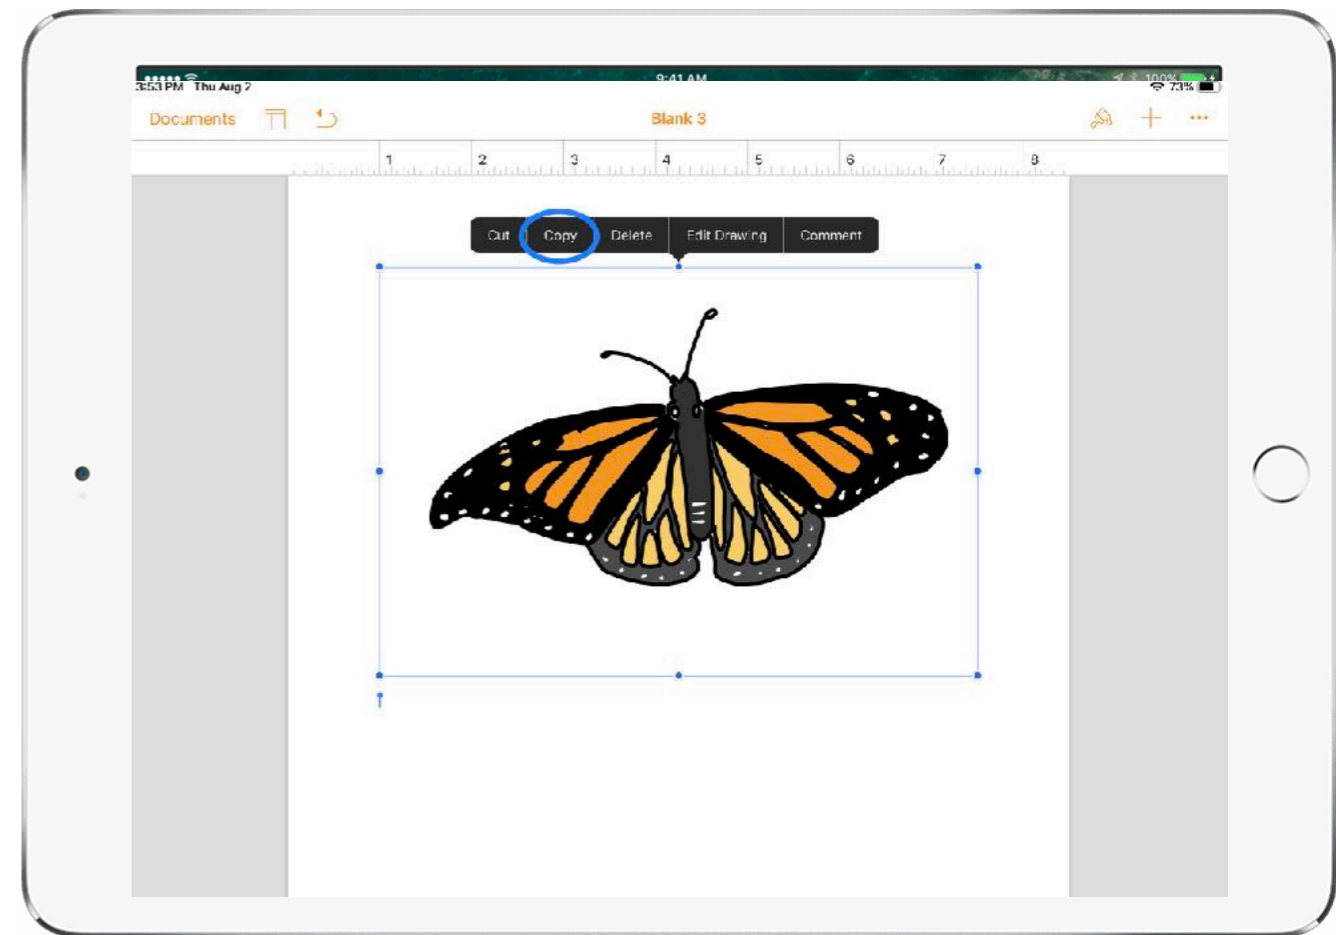 9:41 AM 100%
3:53 PM Thu Aug 2 73%
Documents Blank 3
1 2 3 4 5 6 7 8
Cut Copy Delete Edit Drawing Comment